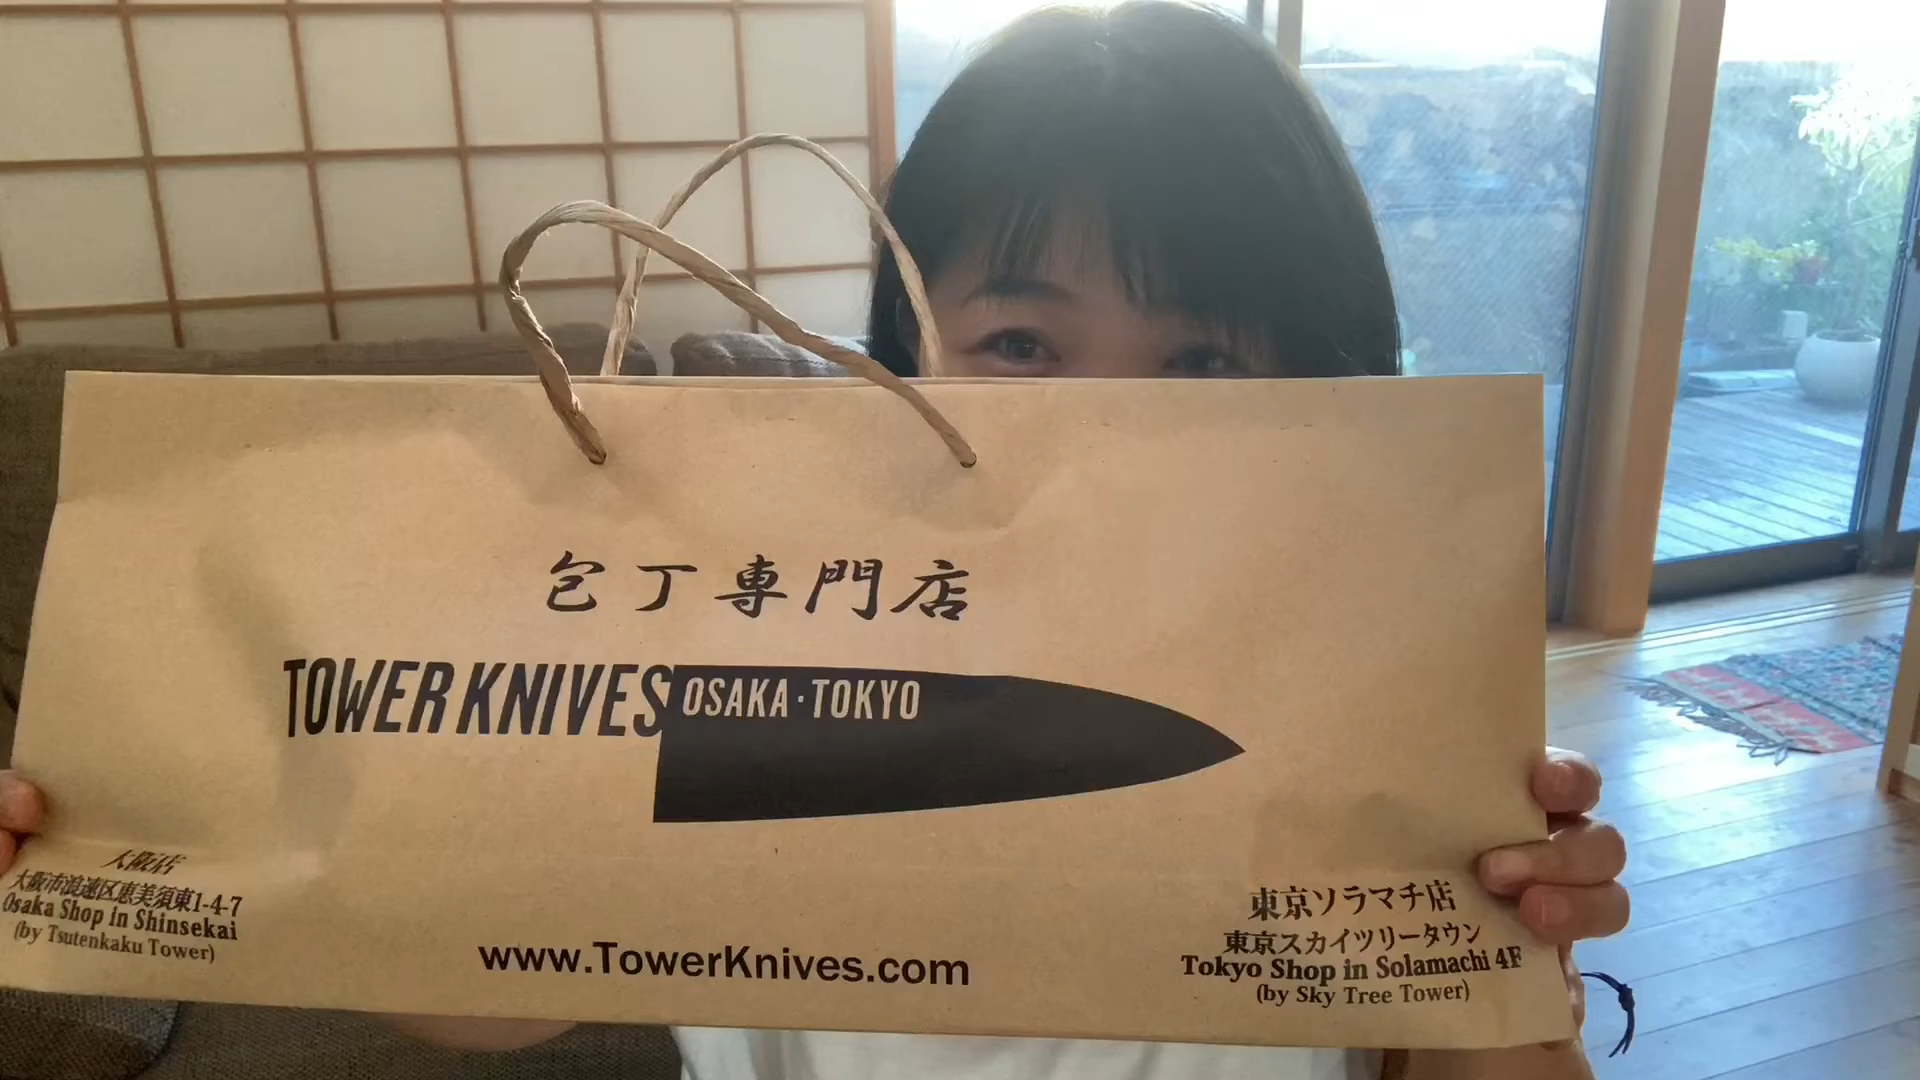 包丁専門店
TOWER KNIVES OSAKA・TOKYO
大阪店
大阪市浪速区恵美須東1-4-7
Osaka Shop in Shinsekai
(by Tsutenkaku Tower)
www.TowerKnives.com
東京ソラマチ店
東京スカイツリータウン
Tokyo Shop in Solamachi 4F
(by Sky Tree Tower)